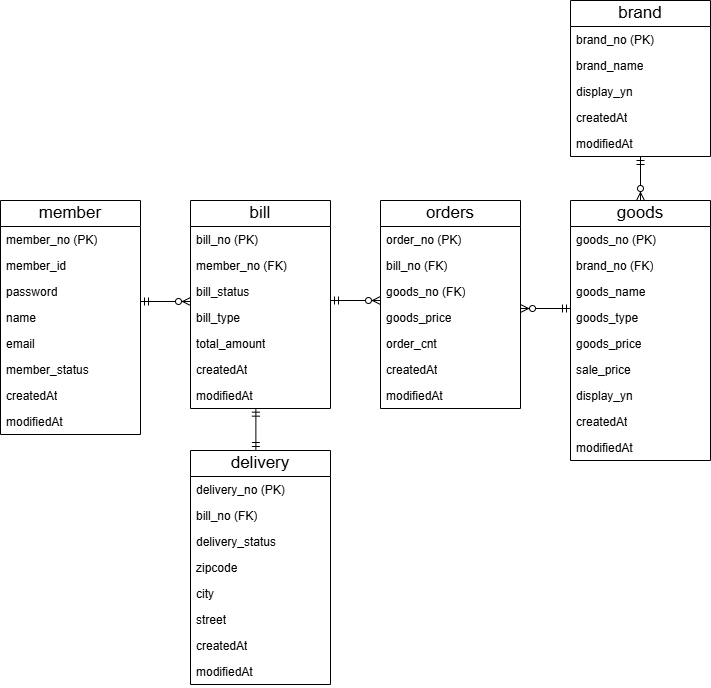 brand
brand_no (PK)
brand_name
display_yn
createdAt
modifiedAt
member
member_no (PK)
member_id
password
name
email
member_status
createdAt
modifiedAt
bill
bill_no (PK)
member_no (FK)
bill_status
bill_type
total_amount
createdAt
modifiedAt
orders
order_no (PK)
bill_no (FK)
goods_no (FK)
goods_price
order_cnt
createdAt
modifiedAt
goods
goods_no (PK)
brand_no (FK)
goods_name
goods_type
goods_price
sale_price
display_yn
createdAt
modifiedAt
delivery
delivery_no (PK)
bill_no (FK)
delivery_status
zipcode
city
street
createdAt
modifiedAt